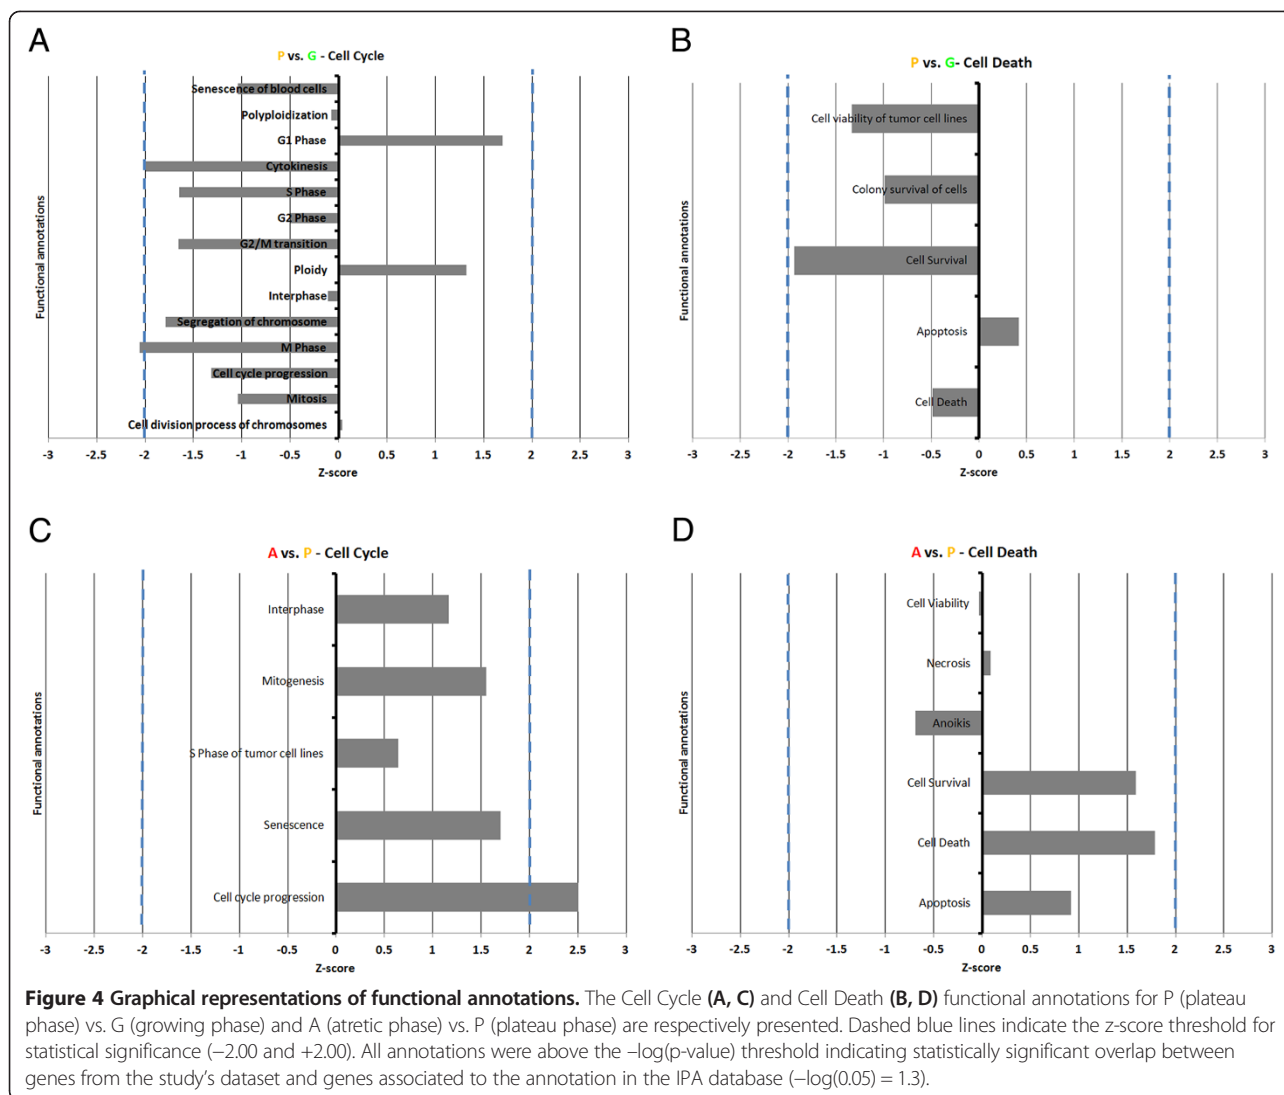 A
P vs. G - Cell Cycle
Functional annotations
Senescence of blood cells
Polyploidization
G1 Phase
Cytokinesis
S Phase
G2 Phase
G2/M transition
Ploidy
Interphase
Segregation of chromosome
M Phase
Cell cycle progression
Mitosis
Cell division process of chromosomes
-3 -2.5 -2 -1.5 -1 -0.5 0 0.5 1 1.5 2 2.5 3
Z-score
B
P vs. G- Cell Death
Functional annotations
Cell viability of tumor cell lines
Colony survival of cells
Cell Survival
Apoptosis
Cell Death
-3 -2.5 -2 -1.5 -1 -0.5 0 0.5 1 1.5 2 2.5 3
Z-score
C
A vs. P - Cell Cycle
Functional annotations
Interphase
Mitogenesis
S Phase of tumor cell lines
Senescence
Cell cycle progression
-3 -2.5 -2 -1.5 -1 -0.5 0 0.5 1 1.5 2 2.5 3
Z-score
D
A vs. P - Cell Death
Functional annotations
Cell Viability
Necrosis
Anoikis
Cell Survival
Cell Death
Apoptosis
-3 -2.5 -2 -1.5 -1 -0.5 0 0.5 1 1.5 2 2.5 3
Z-score
Figure 4 Graphical representations of functional annotations. The Cell Cycle (A, C) and Cell Death (B, D) functional annotations for P (plateau
phase) vs. G (growing phase) and A (atretic phase) vs. P (plateau phase) are respectively presented. Dashed blue lines indicate the z-score threshold for
statistical significance (−2.00 and +2.00). All annotations were above the –log(p-value) threshold indicating statistically significant overlap between
genes from the study's dataset and genes associated to the annotation in the IPA database (−log(0.05) = 1.3).